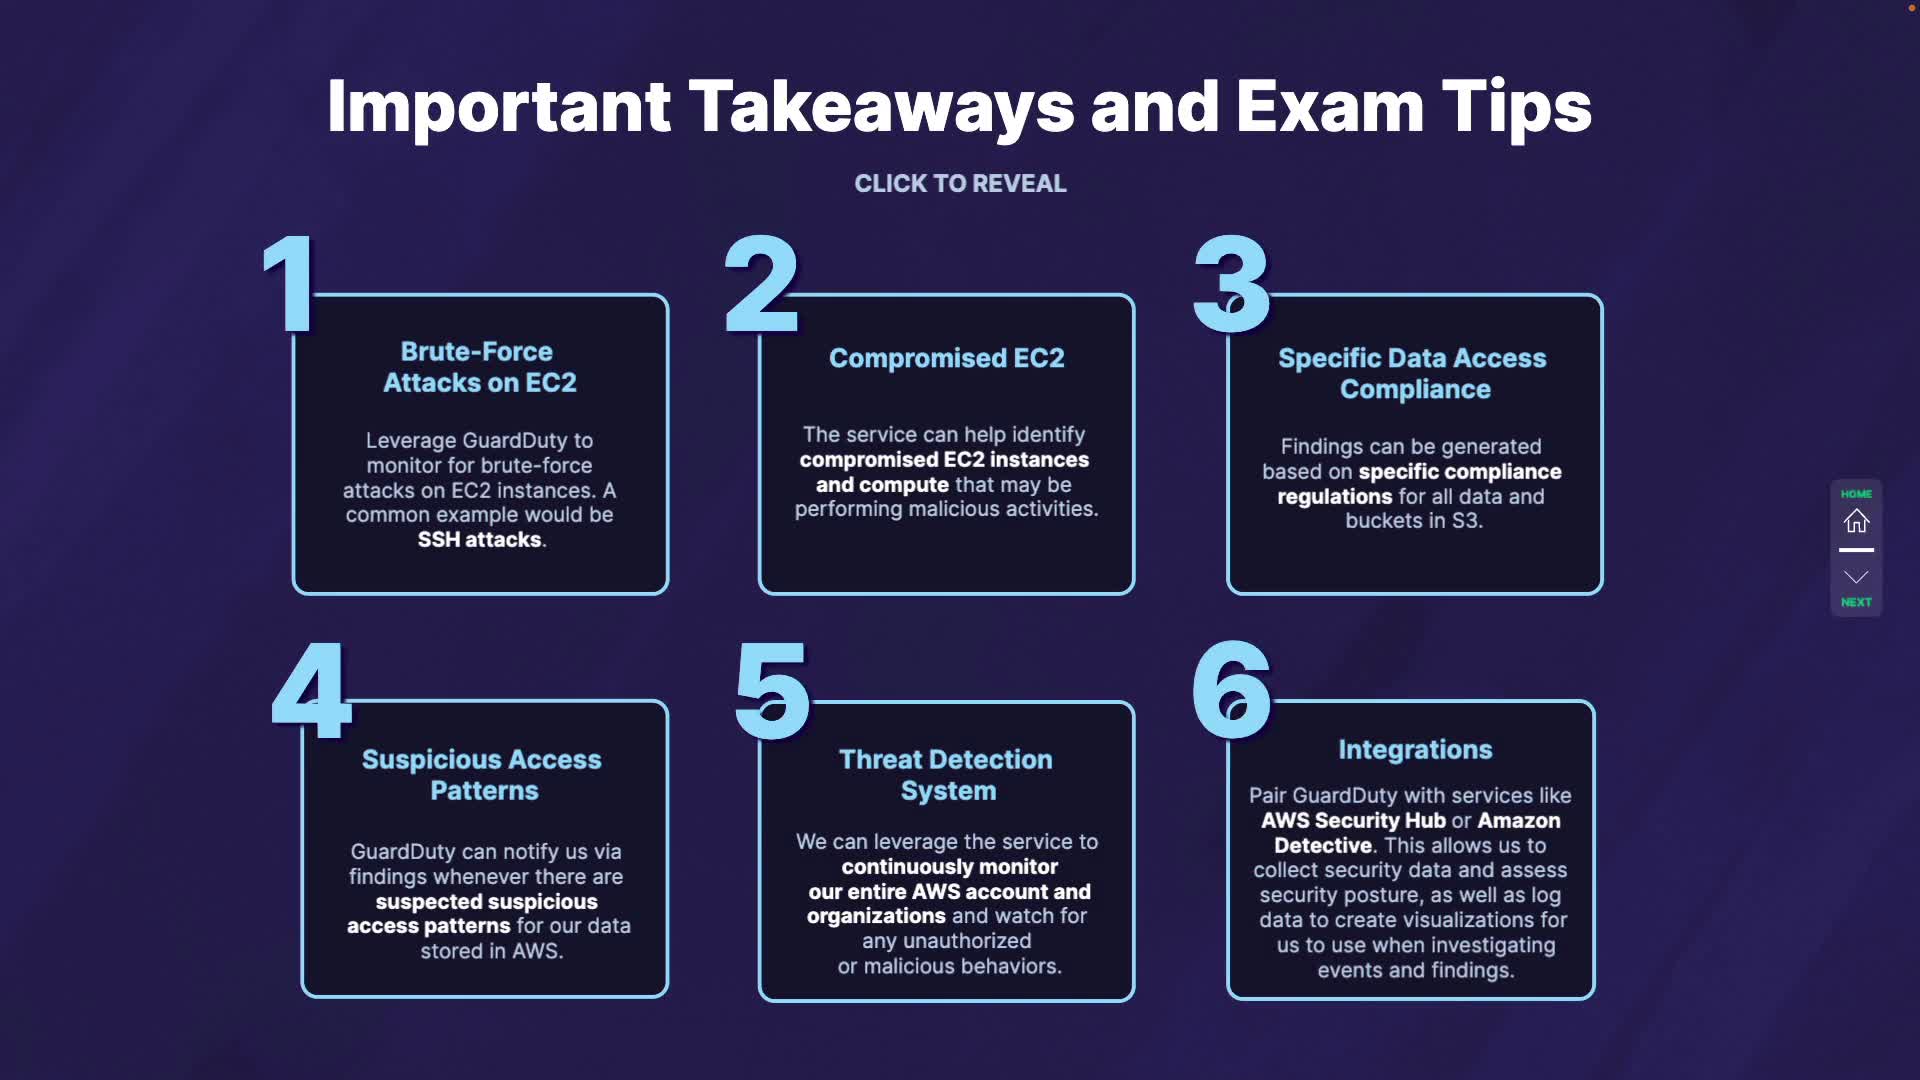 Important Takeaways and Exam Tips
CLICK TO REVEAL
1
Brute-Force
Attacks on EC2
Leverage GuardDuty to
monitor for brute-force
attacks on EC2 instances. A
common example would be
SSH attacks.
2
Compromised EC2
The service can help identify
compromised EC2 instances
and compute that may be
performing malicious activities.
3
Specific Data Access
Compliance
Findings can be generated
based on specific compliance
regulations for all data and
buckets in S3.
4
Suspicious Access
Patterns
GuardDuty can notify us via
findings whenever there are
suspected suspicious
access patterns for our data
stored in AWS.
5
Threat Detection
System
We can leverage the service to
continuously monitor
our entire AWS account and
organizations and watch for
any unauthorized
or malicious behaviors.
6
Integrations
Pair GuardDuty with services like
AWS Security Hub or Amazon
Detective. This allows us to
collect security data and assess
security posture, as well as log
data to create visualizations for
us to use when investigating
events and findings.
HOME
NEXT